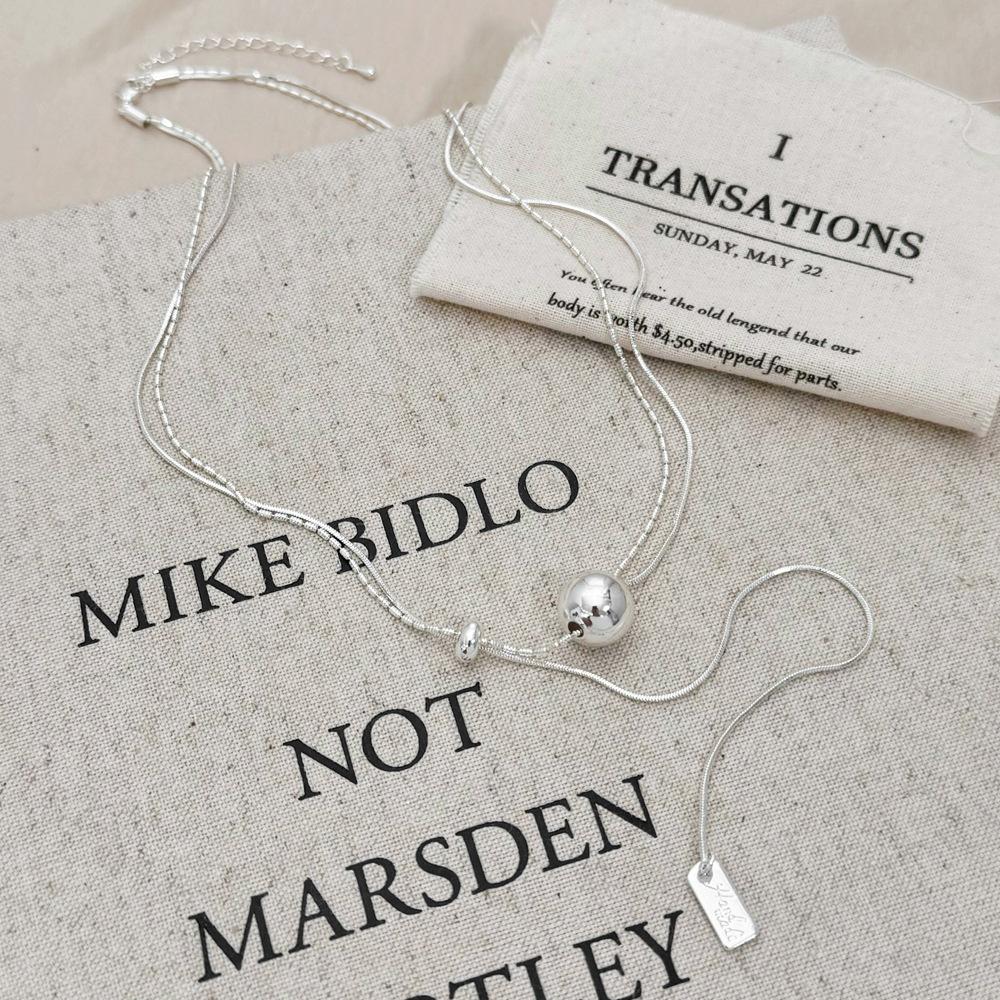 I
TRANSATIONS
SUNDAY, MAY 22
You often hear the old lengend that our
body is worth $4.50,stripped for parts.
MIKE BIDLO
NOT
MARSDEN